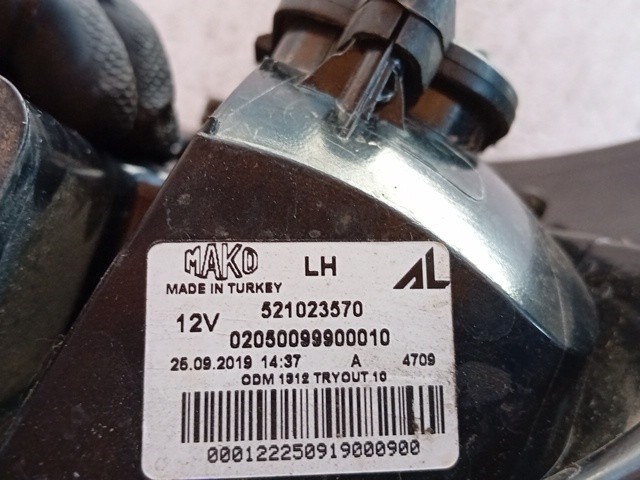 MAKO LH AL
MADE IN TURKEY
521023570
12V
02050099900010
25.09.2019 14:37 A 4709
ODM 1312 TRYOUT 10
000122250919000900